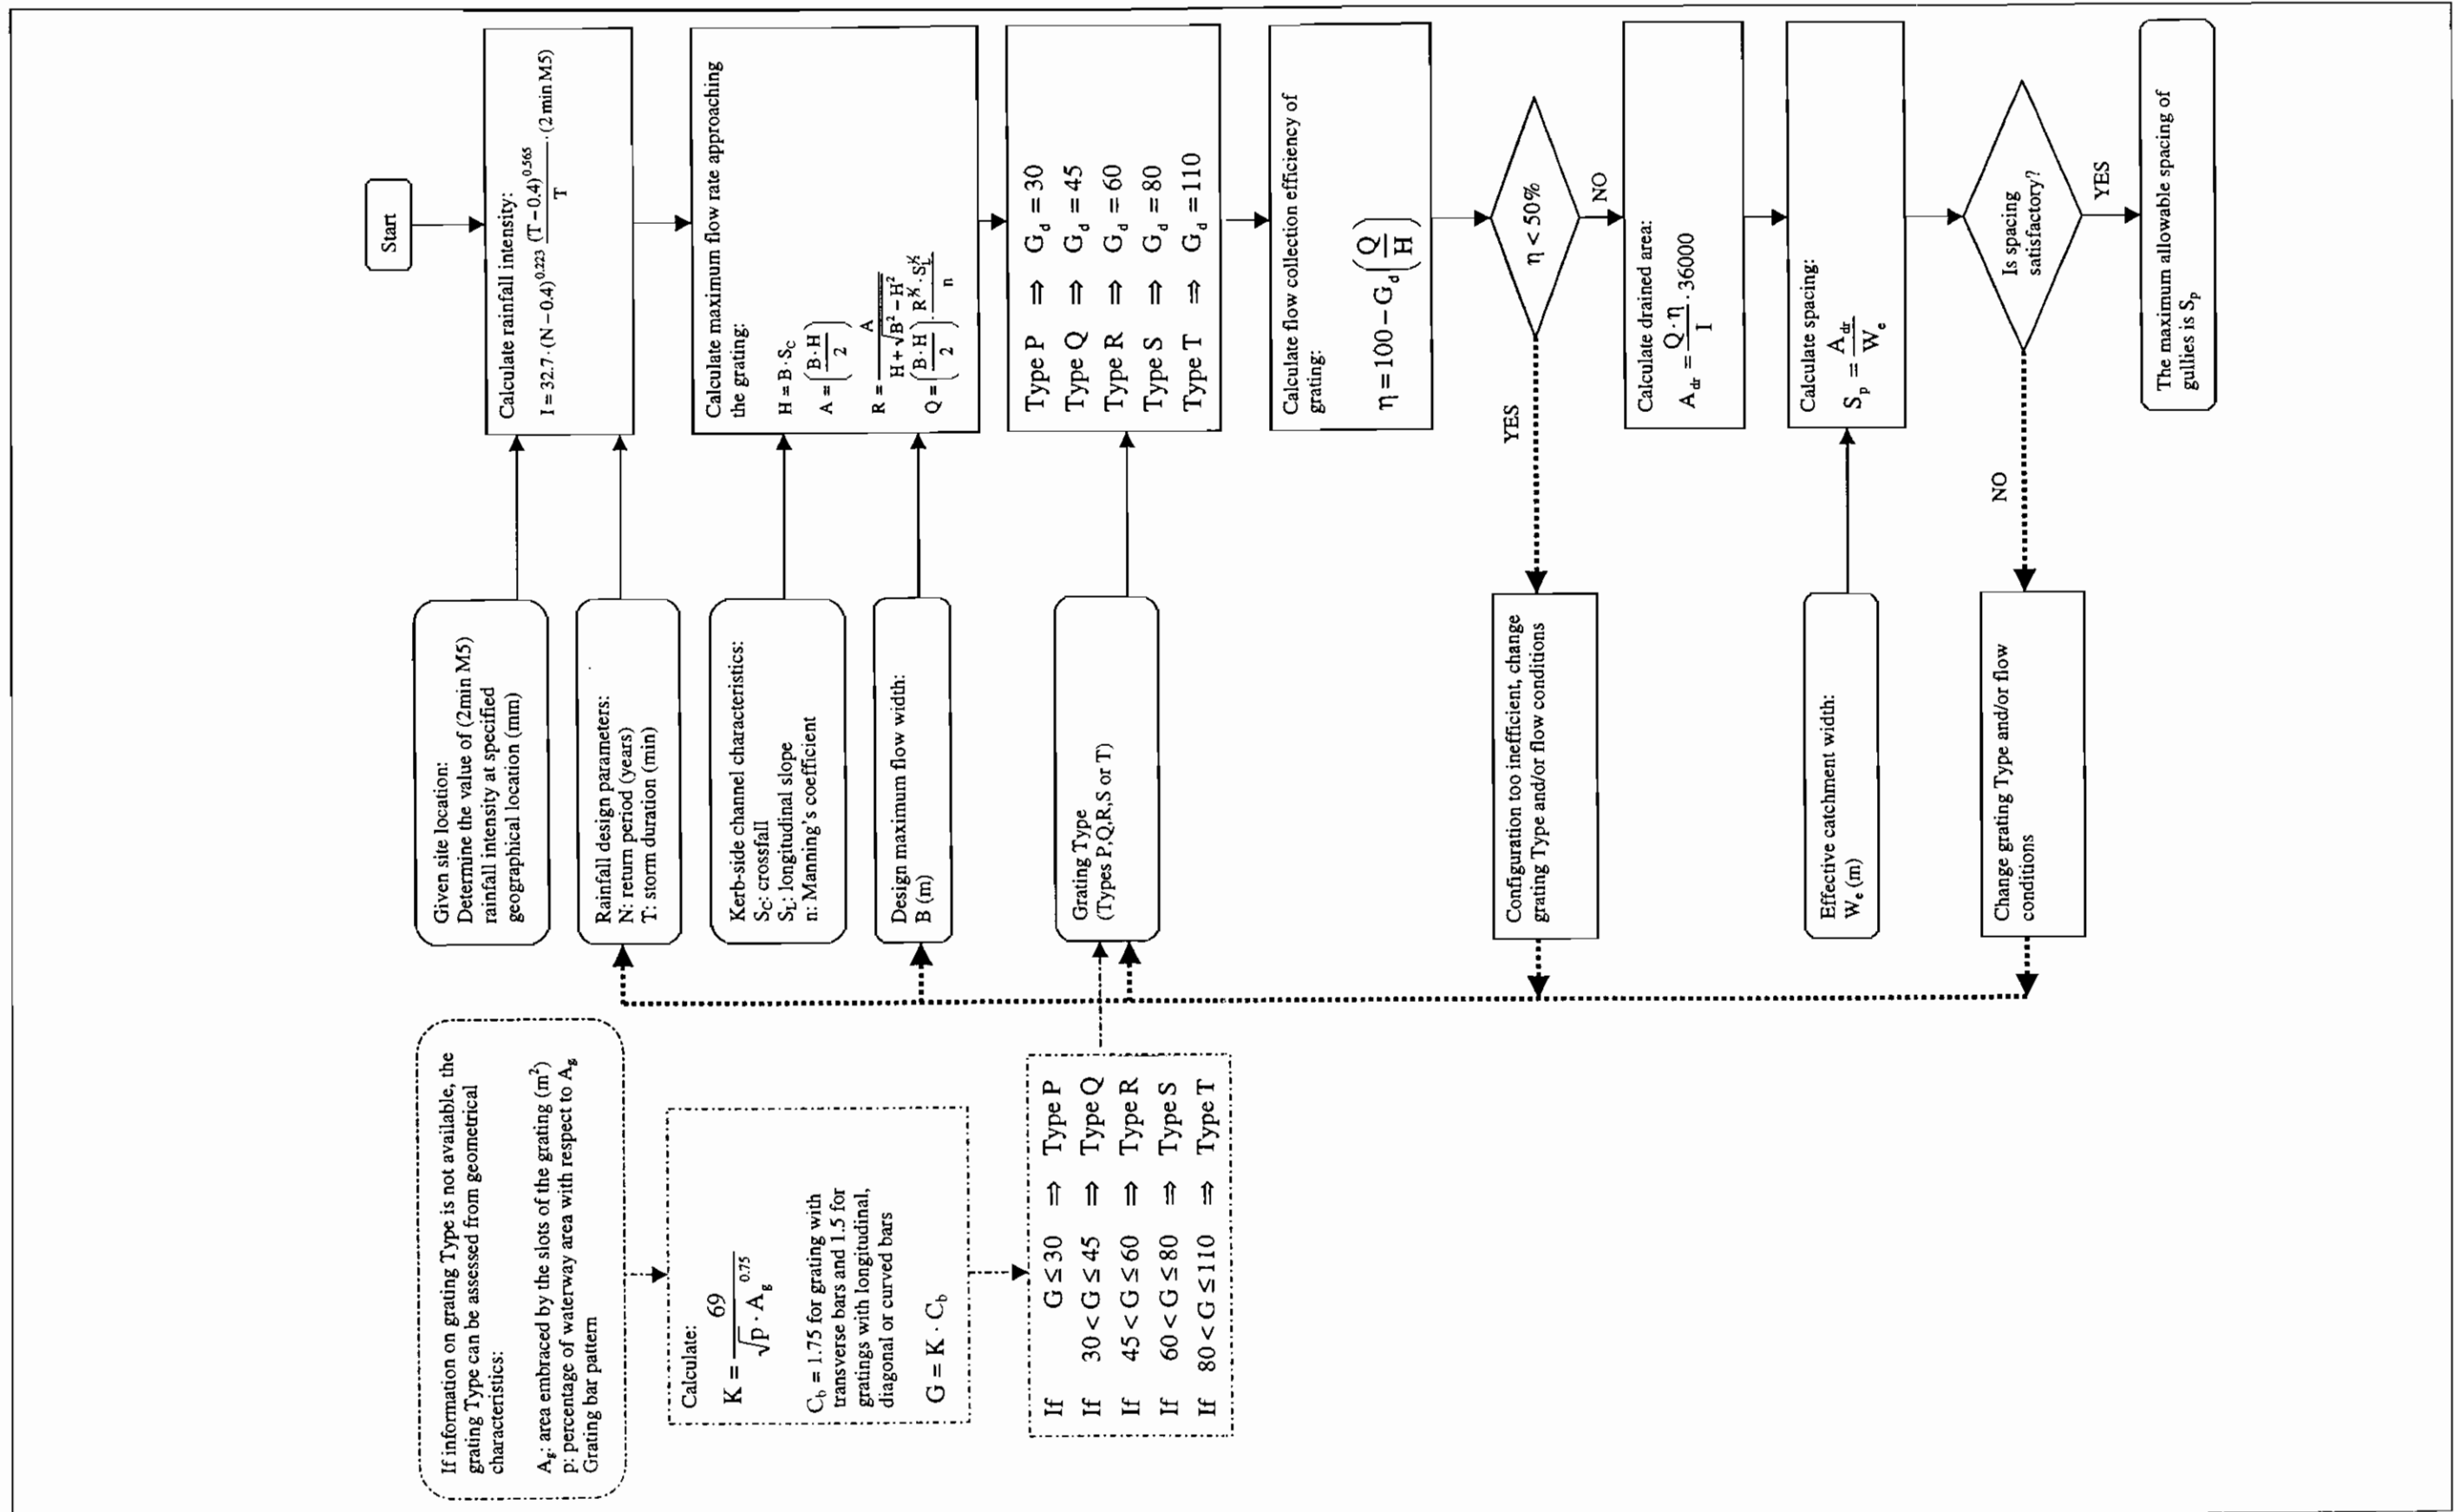 Start
Calculate rainfall intensity:
I = 32.7·(N − 0.4)^0.223 (T − 0.4)^0.565 / T ·(2min M5)
Given site location:
Determine the value of (2min M5)
rainfall intensity at specified
geographical location (mm)
Rainfall design parameters:
N: return period (years)
T: storm duration (min)
Calculate maximum flow rate approaching
the grating:
H = B · S_C
A = (B·H / 2)
R = A / (H + √(B² − H²))
Q = (B·H / 2) · R^⅔ · S_L^½ / n
Kerb-side channel characteristics:
S_C: crossfall
S_L: longitudinal slope
n: Manning's coefficient
Design maximum flow width:
B (m)
Type P ⇒ G_d = 30
Type Q ⇒ G_d = 45
Type R ⇒ G_d = 60
Type S ⇒ G_d = 80
Type T ⇒ G_d = 110
Grating Type
(Types P,Q,R,S or T)
If information on grating Type is not available, the
grating Type can be assessed from geometrical
characteristics:
A_g: area embraced by the slots of the grating (m²)
p: percentage of waterway area with respect to A_g
Grating bar pattern
Calculate:
K = 69 / √p · A_g^0.75
C_b = 1.75 for grating with
transverse bars and 1.5 for
gratings with longitudinal,
diagonal or curved bars
G = K · C_b
If G ≤ 30 ⇒ Type P
If 30 < G ≤ 45 ⇒ Type Q
If 45 < G ≤ 60 ⇒ Type R
If 60 < G ≤ 80 ⇒ Type S
If 80 < G ≤ 110 ⇒ Type T
Calculate flow collection efficiency of
grating:
η = 100 − G_d (Q / H)
η < 50%
YES
NO
Configuration too inefficient, change
grating Type and/or flow conditions
Calculate drained area:
A_dr = Q · η / I · 36000
Calculate spacing:
S_p = A_dr / W_e
Effective catchment width:
W_e (m)
Is spacing
satisfactory?
NO
YES
Change grating Type and/or flow
conditions
The maximum allowable spacing of
gullies is S_p